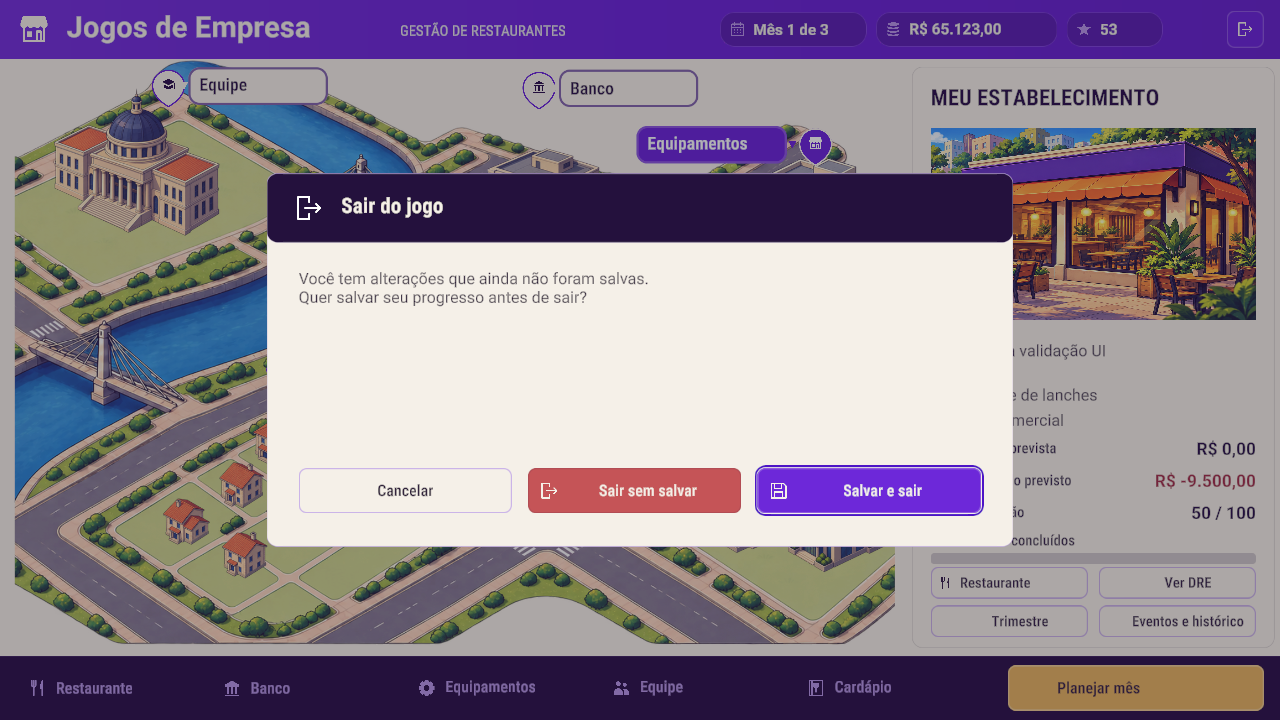 Jogos de Empresa
GESTÃO DE RESTAURANTES
Mês 1 de 3
R$ 65.123,00
53
Equipe
Banco
Equipamentos
MEU ESTABELECIMENTO
Sair do jogo
Você tem alterações que ainda não foram salvas.
Quer salvar seu progresso antes de sair?
Cancelar
Sair sem salvar
Salvar e sair
validação UI
de lanches
R$ 0,00
previsto
R$ -9.500,00
50 / 100
concluídos
Restaurante
Ver DRE
Trimestre
Eventos e histórico
Restaurante
Banco
Equipamentos
Equipe
Cardápio
Planejar mês